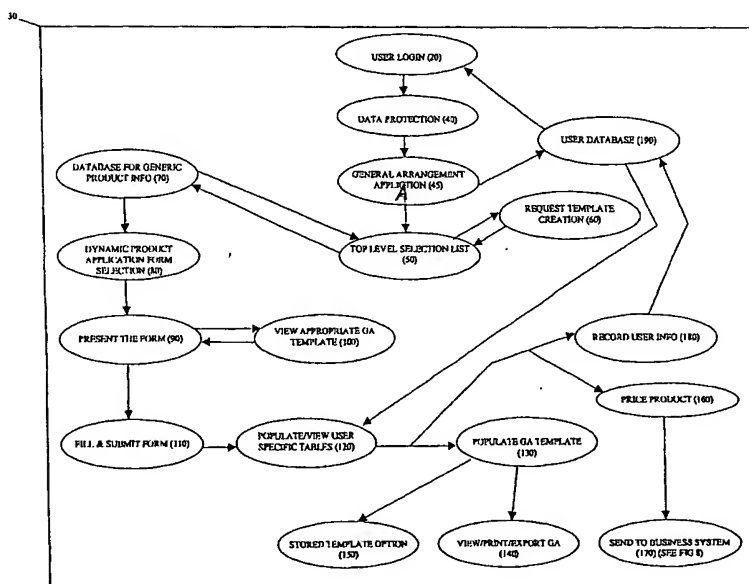 30
USER LOGIN (20)
DATA PROTECTION (40)
USER DATABASE (190)
DATABASE FOR GENERIC
PRODUCT INFO (70)
GENERAL ARRANGEMENT
APPLICTION (45)
A
REQUEST TEMPLATE
CREATION (60)
DYNAMIC PRODUCT
APPLICATION FORM
SELECTION (80)
TOP LEVEL SELECTION LIST
(50)
PRESENT THE FORM (90)
VIEW APPROPRIATE GA
TEMPLATE (100)
RECORD USER INFO (180)
PRICE PRODUCT (160)
FILL & SUBMIT FORM (110)
POPULATE/VIEW USER
SPECIFIC TABLES (120)
POPULATE GA TEMPLATE
(130)
STORED TEMPLATE OPTION
(150)
VIEW/PRINT/EXPORT GA
(140)
SEND TO BUSINESS SYSTEM
(170) (SEE FIG 8)